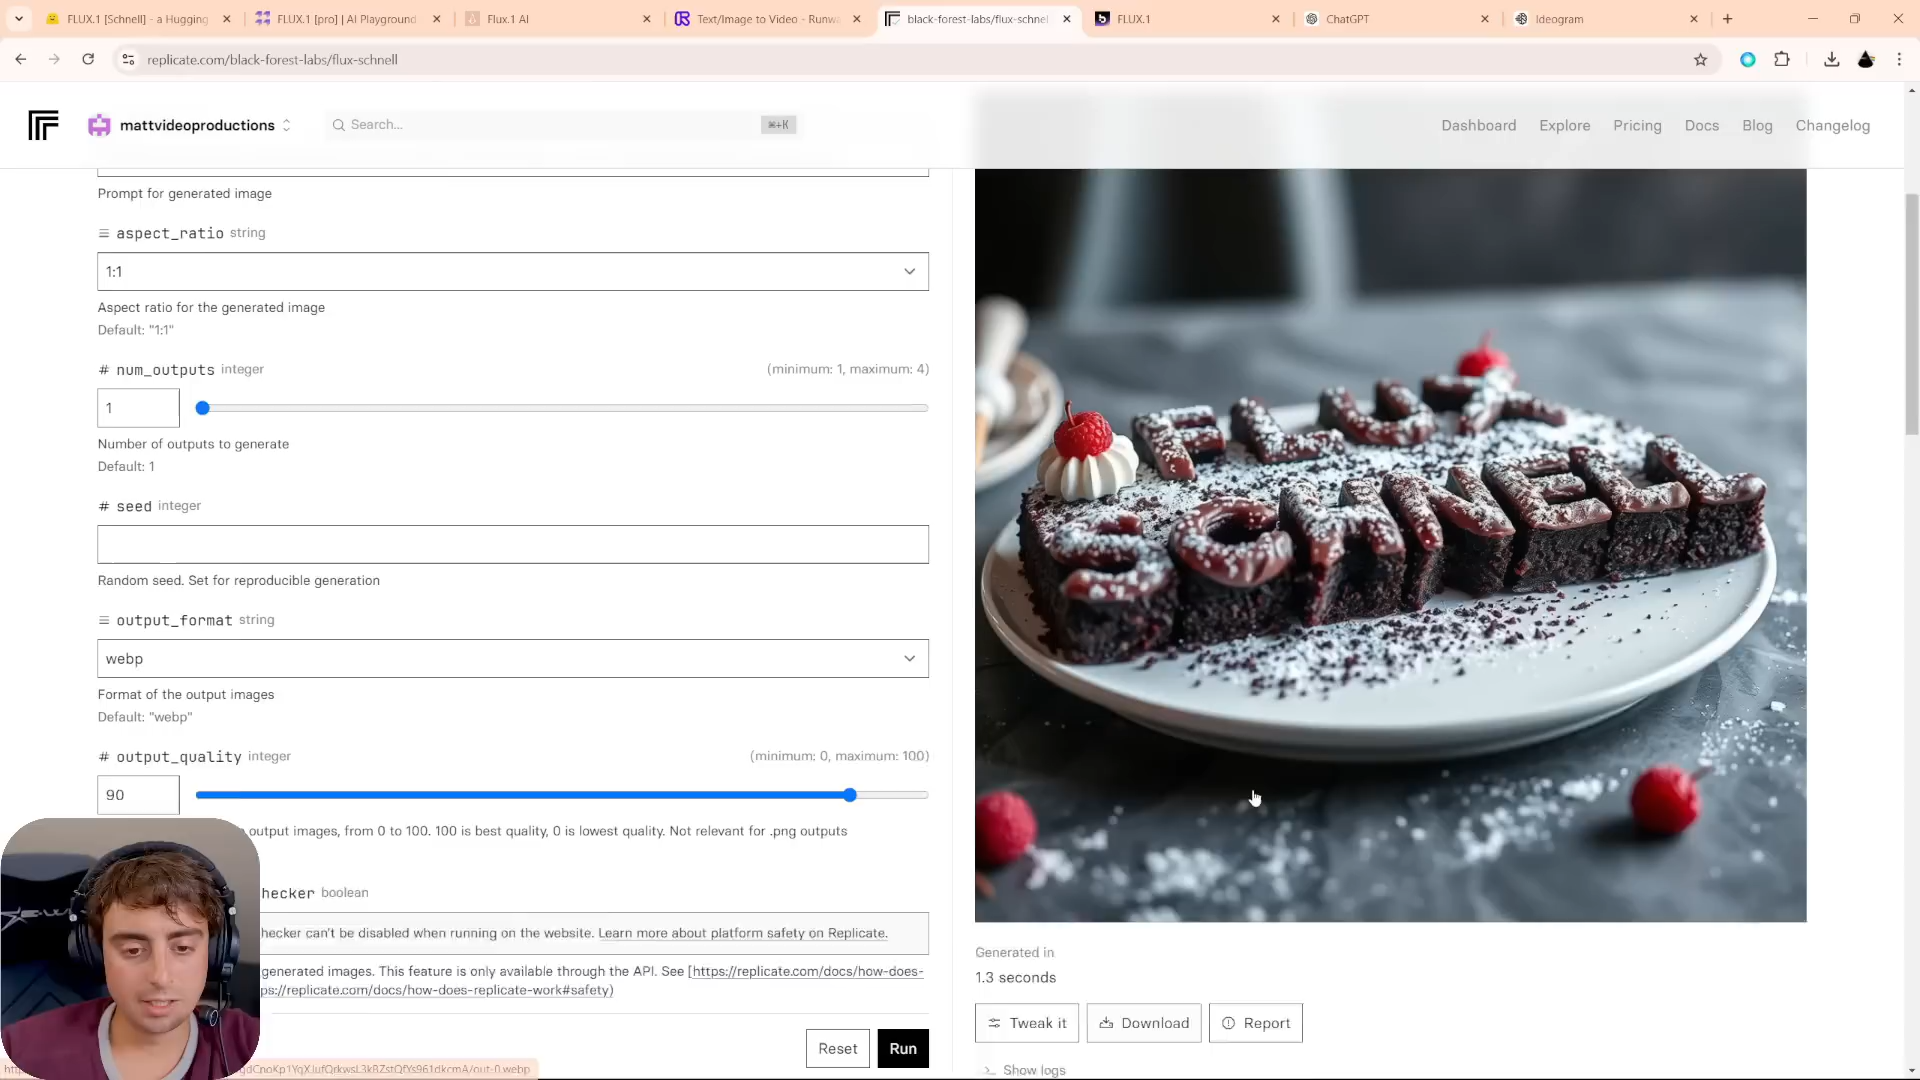 FLUX.1 [Schnell] - a Hugging
FLUX.1 [pro] | AI Playground
Flux.1 AI
Text/Image to Video - Runwa
black-forest-labs/flux-schnel
FLUX.1
ChatGPT
Ideogram
replicate.com/black-forest-labs/flux-schnell
mattvideoproductions
Search...
⌘+K
Dashboard
Explore
Pricing
Docs
Blog
Changelog
Prompt for generated image
aspect_ratio string
1:1
Aspect ratio for the generated image
Default: "1:1"
# num_outputs integer
(minimum: 1, maximum: 4)
1
Number of outputs to generate
Default: 1
# seed integer
Random seed. Set for reproducible generation
output_format string
webp
Format of the output images
Default: "webp"
# output_quality integer
(minimum: 0, maximum: 100)
90
output images, from 0 to 100. 100 is best quality, 0 is lowest quality. Not relevant for .png outputs
hecker boolean
hecker can't be disabled when running on the website. Learn more about platform safety on Replicate.
generated images. This feature is only available through the API. See [https://replicate.com/docs/how-does-
ps://replicate.com/docs/how-does-replicate-work#safety)
Reset
Run
SCHNELL
Generated in
1.3 seconds
Tweak it
Download
Report
Show logs